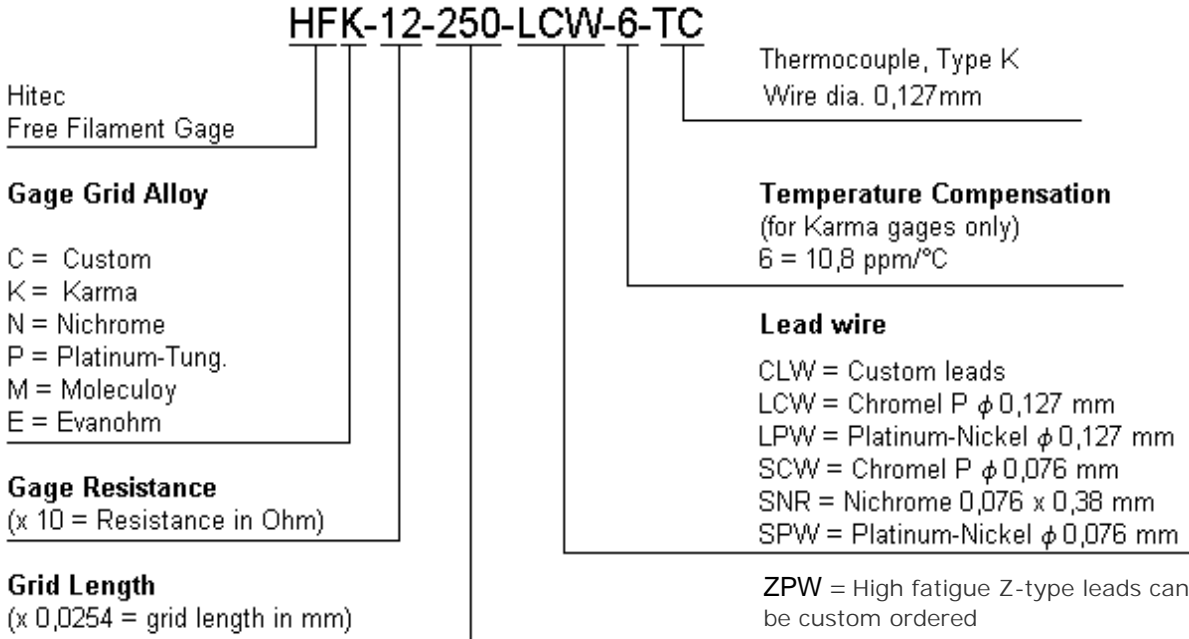 HFK-12-250-LCW-6-TC
Hitec
Free Filament Gage
Gage Grid Alloy
C = Custom
K = Karma
N = Nichrome
P = Platinum-Tung.
M = Moleculoy
E = Evanohm
Gage Resistance
(x 10 = Resistance in Ohm)
Grid Length
(x 0,0254 = grid length in mm)
Thermocouple, Type K
Wire dia. 0,127mm
Temperature Compensation
(for Karma gages only)
6 = 10,8 ppm/°C
Lead wire
CLW = Custom leads
LCW = Chromel P ϕ 0,127 mm
LPW = Platinum-Nickel ϕ 0,127 mm
SCW = Chromel P ϕ 0,076 mm
SNR = Nichrome 0,076 x 0,38 mm
SPW = Platinum-Nickel ϕ 0,076 mm
ZPW = High fatigue Z-type leads can
be custom ordered